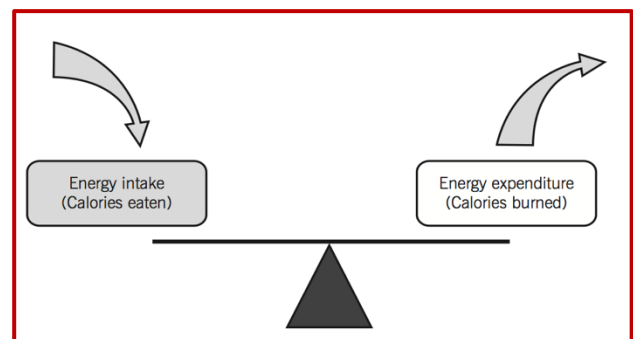 Energy intake
(Calories eaten)
Energy expenditure
(Calories burned)